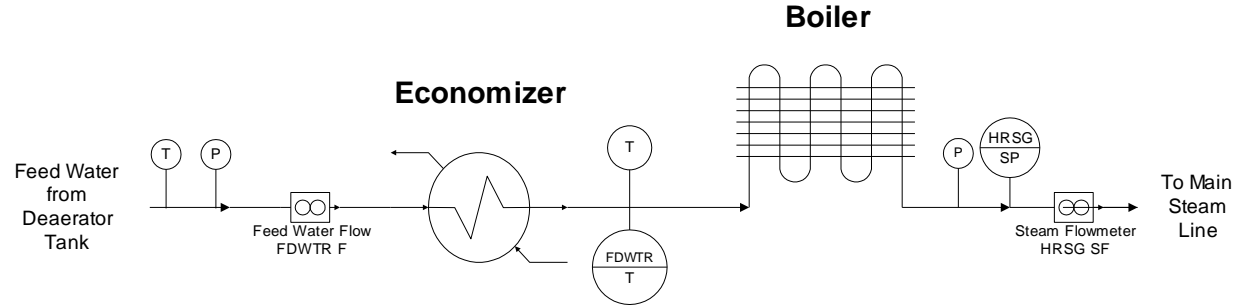 Boiler
Economizer
T
P
T
P
HRSG
SP
Feed Water
from
Deaerator
Tank
To Main
Steam
Line
Feed Water Flow
FDWTR F
Steam Flowmeter
HRSG SF
FDWTR
T